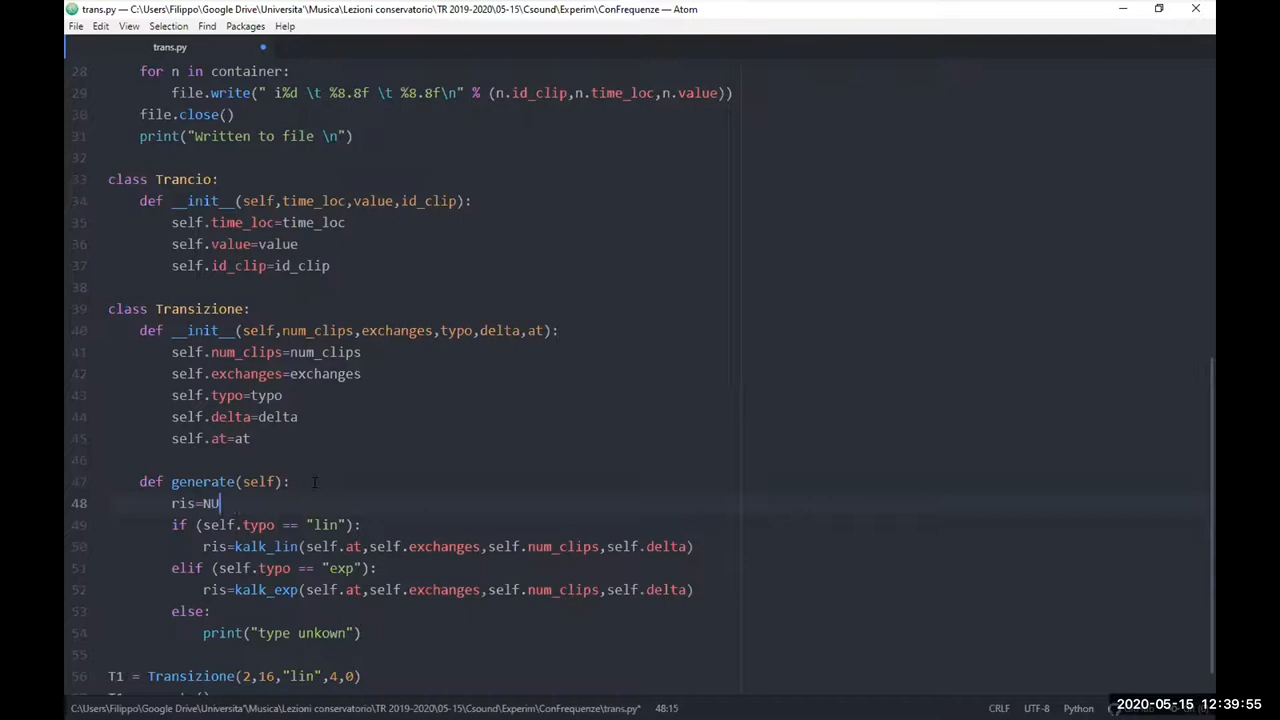 trans.py — C:\Users\Filippo\Google Drive\Universita'\Musica\Lezioni conservatorio\TR 2019-2020\05-15\Csound\Experim\ConFrequenze — Atom
File Edit View Selection Find Packages Help
trans.py
28 for n in container:
29 file.write(" i%d \t %8.8f \t %8.8f\n" % (n.id_clip,n.time_loc,n.value))
30 file.close()
31 print("Written to file \n")
32
33 class Trancio:
34 def __init__(self,time_loc,value,id_clip):
35 self.time_loc=time_loc
36 self.value=value
37 self.id_clip=id_clip
38
39 class Transizione:
40 def __init__(self,num_clips,exchanges,typo,delta,at):
41 self.num_clips=num_clips
42 self.exchanges=exchanges
43 self.typo=typo
44 self.delta=delta
45 self.at=at
46
47 def generate(self):
48 ris=NU
49 if (self.typo == "lin"):
50 ris=kalk_lin(self.at,self.exchanges,self.num_clips,self.delta)
51 elif (self.typo == "exp"):
52 ris=kalk_exp(self.at,self.exchanges,self.num_clips,self.delta)
53 else:
54 print("type unkown")
55
56 T1 = Transizione(2,16,"lin",4,0)
C:\Users\Filippo\Google Drive\Universita'\Musica\Lezioni conservatorio\TR 2019-2020\05-15\Csound\Experim\ConFrequenze\trans.py* 48:15 CRLF UTF-8 Python
2020-05-15 12:39:55